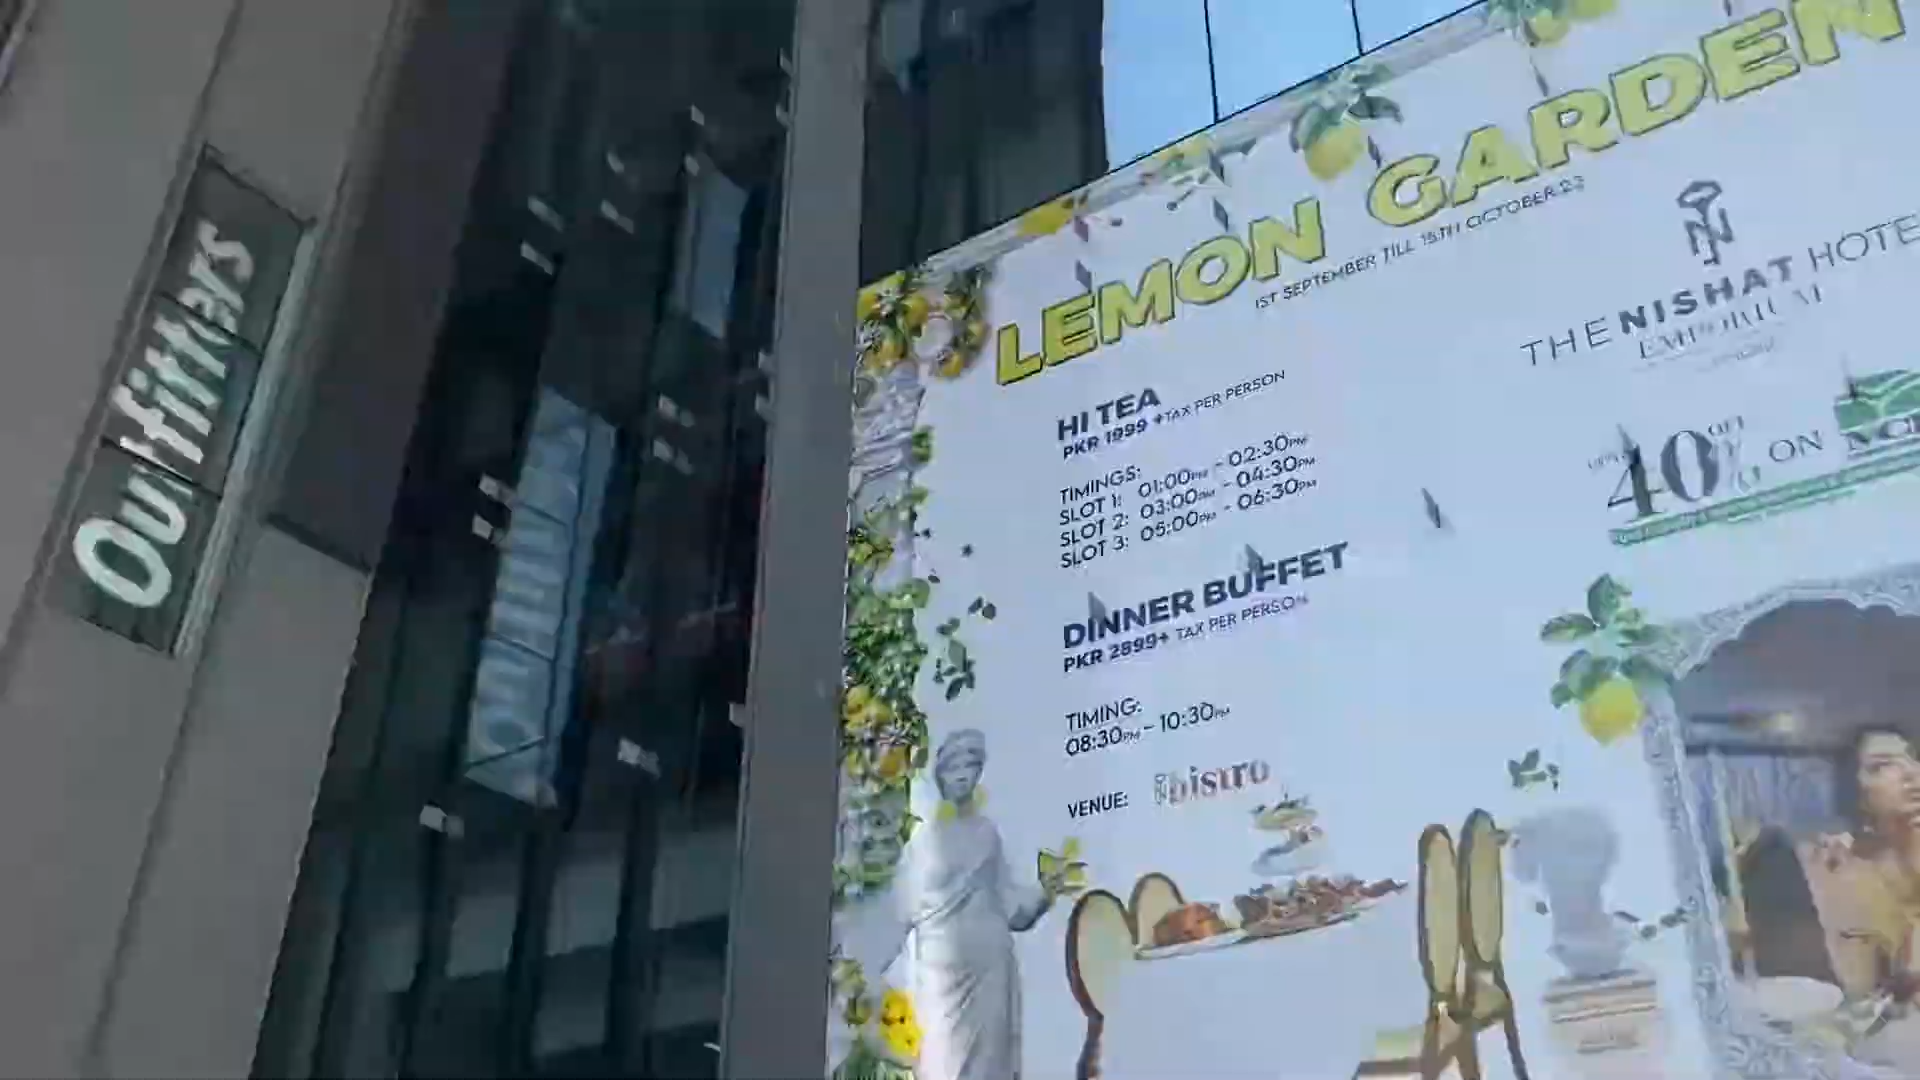 Outfitters
LEMON GARDEN
1ST SEPTEMBER TILL 15TH OCTOBER 23
THE NISHAT HOTE
EMPORIUM
HI TEA
PKR 1999 +TAX PER PERSON
TIMINGS:
SLOT 1: 01:00PM - 02:30PM
SLOT 2: 03:00PM - 04:30PM
SLOT 3: 05:00PM - 06:30PM
40% OFF ON
DINNER BUFFET
PKR 2899+ TAX PER PERSON
TIMING:
08:30PM - 10:30PM
VENUE: bistro